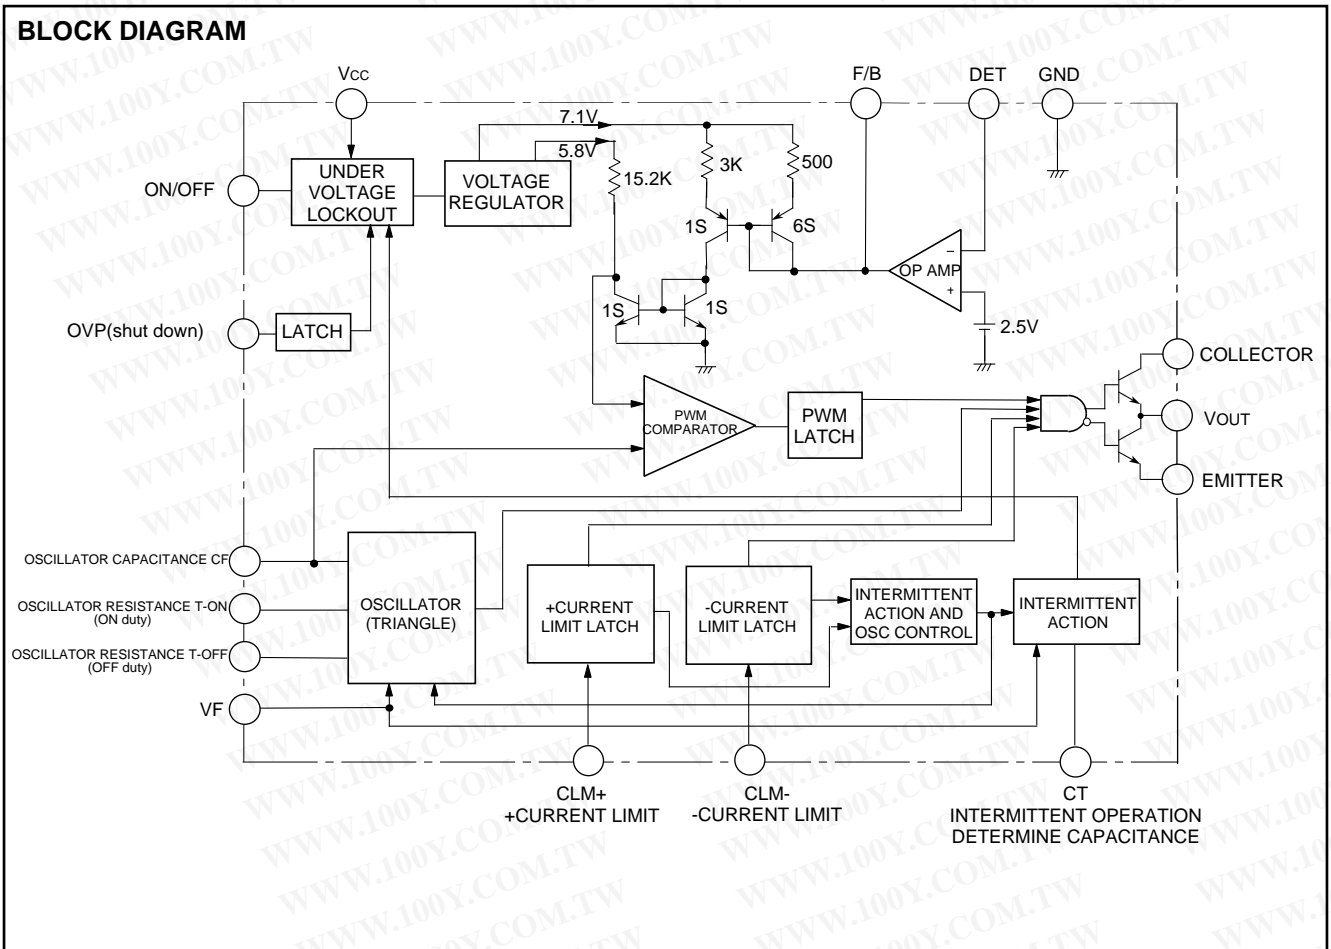 BLOCK DIAGRAM
VCC
F/B
DET
GND
7.1V
5.8V
ON/OFF
UNDER
VOLTAGE
LOCKOUT
VOLTAGE
REGULATOR
15.2K
3K
500
1S
6S
OP AMP
-
+
2.5V
1S
1S
OVP(shut down)
LATCH
COLLECTOR
PWM
COMPARATOR
PWM
LATCH
VOUT
EMITTER
OSCILLATOR CAPACITANCE CF
OSCILLATOR RESISTANCE T-ON
(ON duty)
OSCILLATOR RESISTANCE T-OFF
(OFF duty)
VF
OSCILLATOR
(TRIANGLE)
+CURRENT
LIMIT LATCH
-CURRENT
LIMIT LATCH
INTERMITTENT
ACTION AND
OSC CONTROL
INTERMITTENT
ACTION
CLM+
+CURRENT LIMIT
CLM-
-CURRENT LIMIT
CT
INTERMITTENT OPERATION
DETERMINE CAPACITANCE
WWW.100Y.COM.TW